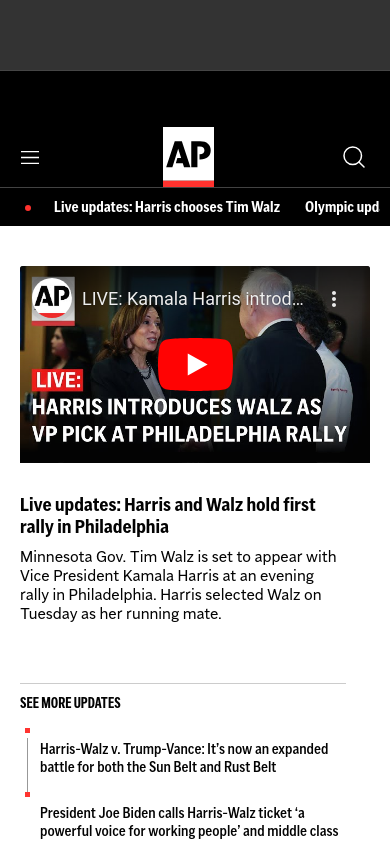 AP
Live updates: Harris chooses Tim Walz
Olympic upd
AP
LIVE: Kamala Harris introd...
LIVE:
HARRIS INTRODUCES WALZ AS
VP PICK AT PHILADELPHIA RALLY
Live updates: Harris and Walz hold first
rally in Philadelphia
Minnesota Gov. Tim Walz is set to appear with
Vice President Kamala Harris at an evening
rally in Philadelphia. Harris selected Walz on
Tuesday as her running mate.
SEE MORE UPDATES
Harris-Walz v. Trump-Vance: It’s now an expanded
battle for both the Sun Belt and Rust Belt
President Joe Biden calls Harris-Walz ticket ‘a
powerful voice for working people’ and middle class